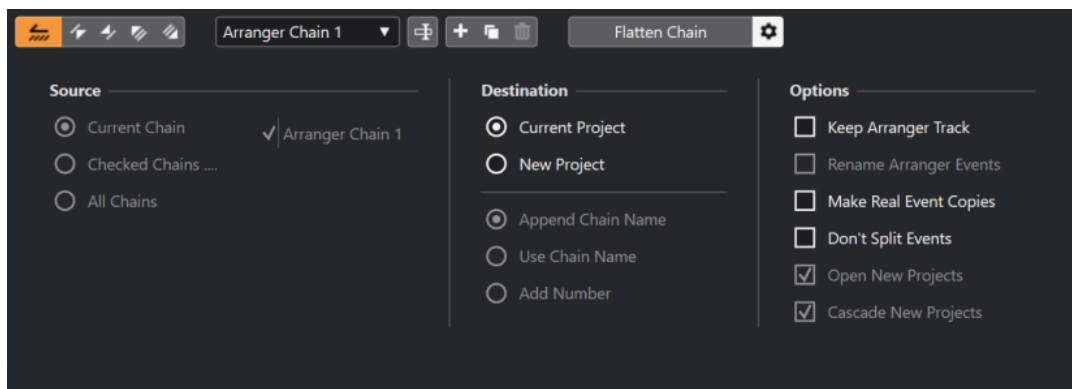 Arranger Chain 1
Flatten Chain
Source
Current Chain
Arranger Chain 1
Checked Chains ....
All Chains
Destination
Current Project
New Project
Append Chain Name
Use Chain Name
Add Number
Options
Keep Arranger Track
Rename Arranger Events
Make Real Event Copies
Don't Split Events
Open New Projects
Cascade New Projects